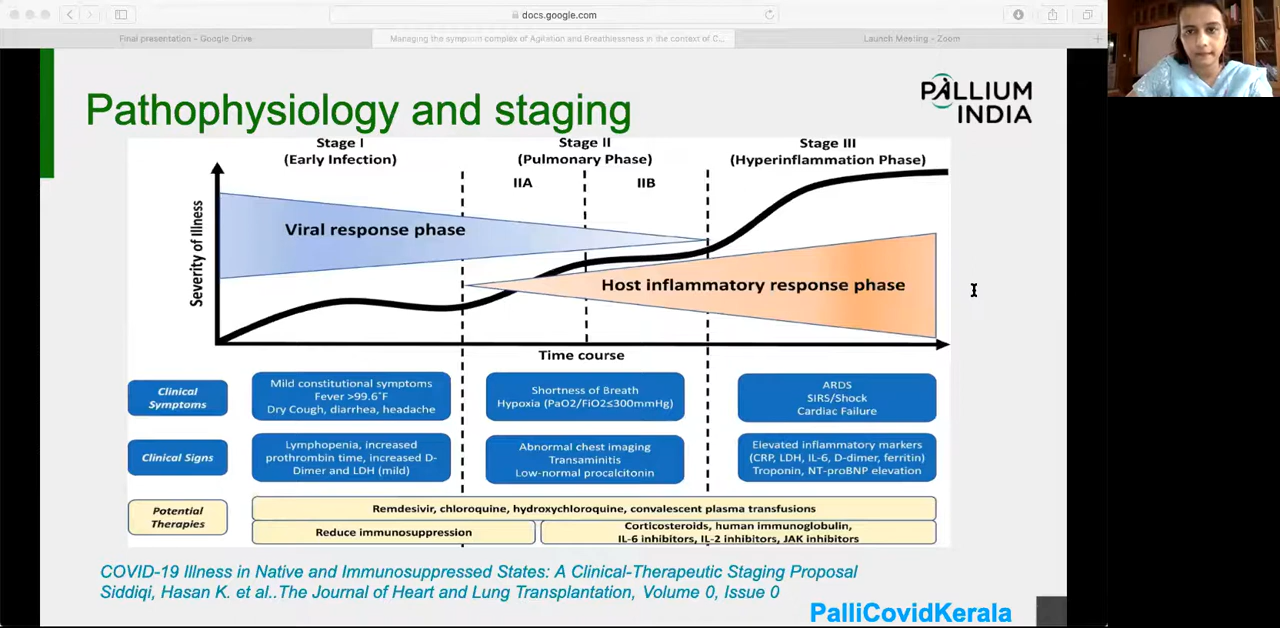 docs.google.com
Final presentation - Google Drive
Managing the symptom complex of Agitation and Breathlessness in the context of C...
Launch Meeting - Zoom
Pathophysiology and staging
PALLIUM
INDIA
Stage I
(Early Infection)
Stage II
(Pulmonary Phase)
Stage III
(Hyperinflammation Phase)
IIA
IIB
Severity of Illness
Viral response phase
Host inflammatory response phase
Time course
Clinical
Symptoms
Mild constitutional symptoms
Fever >99.6°F
Dry Cough, diarrhea, headache
Shortness of Breath
Hypoxia (PaO2/FiO2≤300mmHg)
ARDS
SIRS/Shock
Cardiac Failure
Clinical Signs
Lymphopenia, increased
prothrombin time, increased D-
Dimer and LDH (mild)
Abnormal chest imaging
Transaminitis
Low-normal procalcitonin
Elevated inflammatory markers
(CRP, LDH, IL-6, D-dimer, ferritin)
Troponin, NT-proBNP elevation
Potential
Therapies
Remdesivir, chloroquine, hydroxychloroquine, convalescent plasma transfusions
Reduce immunosuppression
Corticosteroids, human immunoglobulin,
IL-6 inhibitors, IL-2 inhibitors, JAK inhibitors
COVID-19 Illness in Native and Immunosuppressed States: A Clinical-Therapeutic Staging Proposal
Siddiqi, Hasan K. et al..The Journal of Heart and Lung Transplantation, Volume 0, Issue 0
PalliCovidKerala